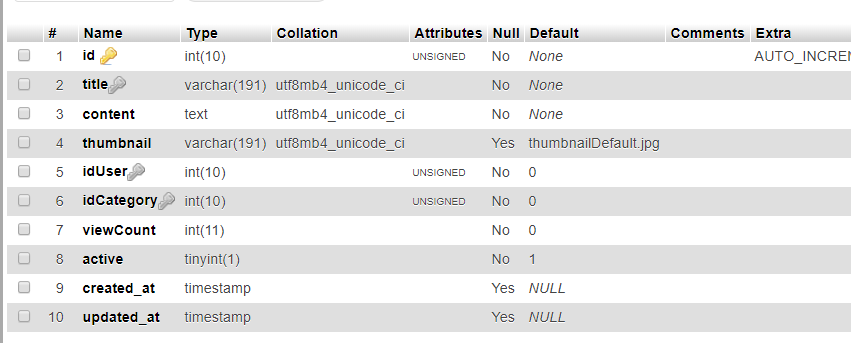 # Name Type Collation Attributes Null Default Comments Extra
1 id int(10) UNSIGNED No None AUTO_INCREN
2 title varchar(191) utf8mb4_unicode_ci No None
3 content text utf8mb4_unicode_ci No None
4 thumbnail varchar(191) utf8mb4_unicode_ci Yes thumbnailDefault.jpg
5 idUser int(10) UNSIGNED No 0
6 idCategory int(10) UNSIGNED No 0
7 viewCount int(11) No 0
8 active tinyint(1) No 1
9 created_at timestamp Yes NULL
10 updated_at timestamp Yes NULL